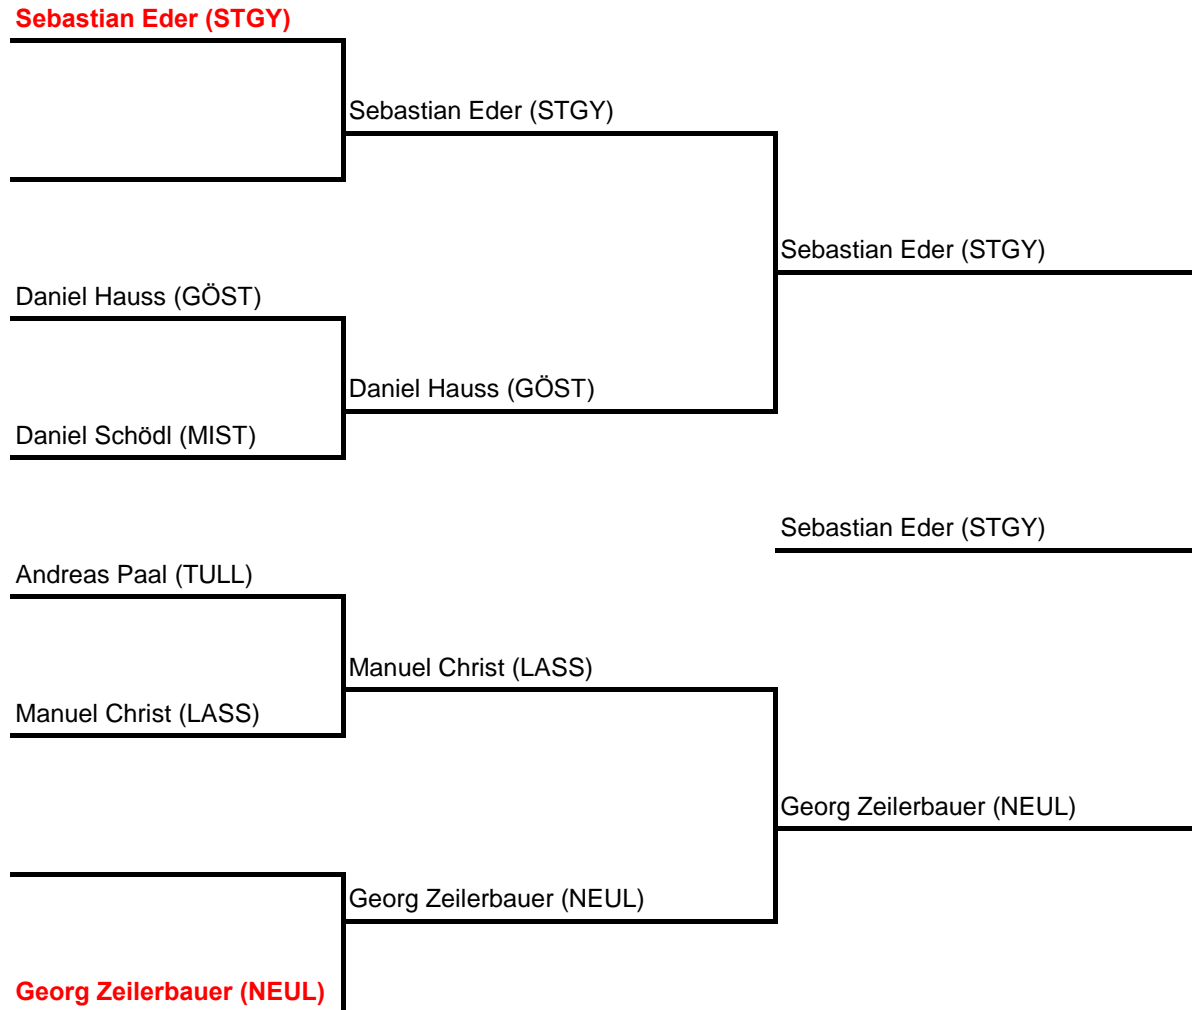 Sebastian Eder (STGY)
Sebastian Eder (STGY)
Sebastian Eder (STGY)
Daniel Hauss (GÖST)
Daniel Hauss (GÖST)
Daniel Schödl (MIST)
Sebastian Eder (STGY)
Andreas Paal (TULL)
Manuel Christ (LASS)
Manuel Christ (LASS)
Georg Zeilerbauer (NEUL)
Georg Zeilerbauer (NEUL)
Georg Zeilerbauer (NEUL)